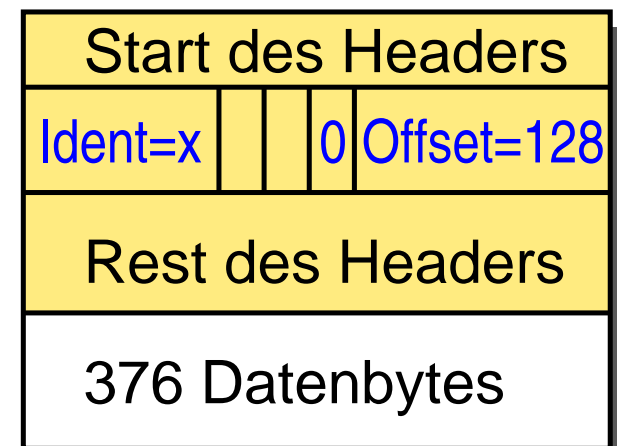 Start des Headers
Ident=x 0 Offset=128
Rest des Headers
376 Datenbytes